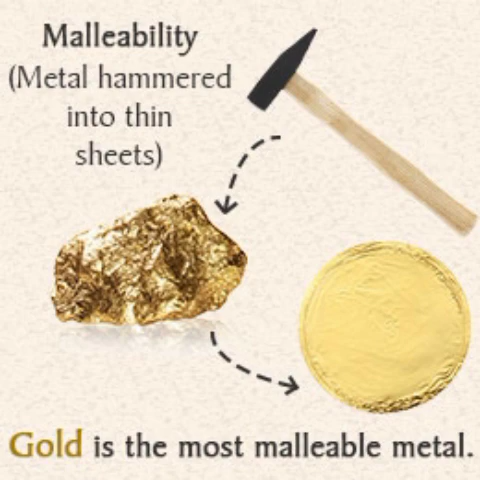 Malleability
(Metal hammered
into thin
sheets)
Gold is the most malleable metal.